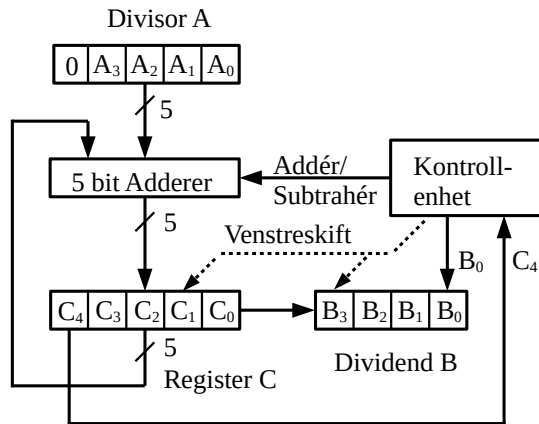 Divisor A
0 A₃ A₂ A₁ A₀
5
5 bit Adderer
Addér/
Subtrahér
Kontroll-
enhet
5
Venstreskift
B₀ C₄
C₄ C₃ C₂ C₁ C₀
B₃ B₂ B₁ B₀
5
Register C
Dividend B